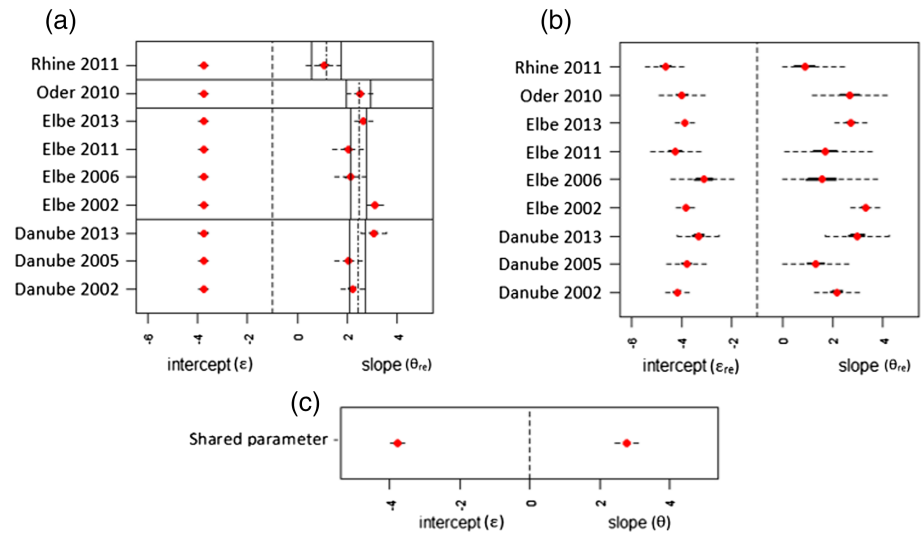 (a)
Rhine 2011
Oder 2010
Elbe 2013
Elbe 2011
Elbe 2006
Elbe 2002
Danube 2013
Danube 2005
Danube 2002
-6 -4 -2 0 2 4
intercept (ε) slope (θre)
(b)
Rhine 2011
Oder 2010
Elbe 2013
Elbe 2011
Elbe 2006
Elbe 2002
Danube 2013
Danube 2005
Danube 2002
-6 -4 -2 0 2 4
intercept (εre) slope (θre)
(c)
Shared parameter
-4 -2 0 2 4
intercept (ε) slope (θ)